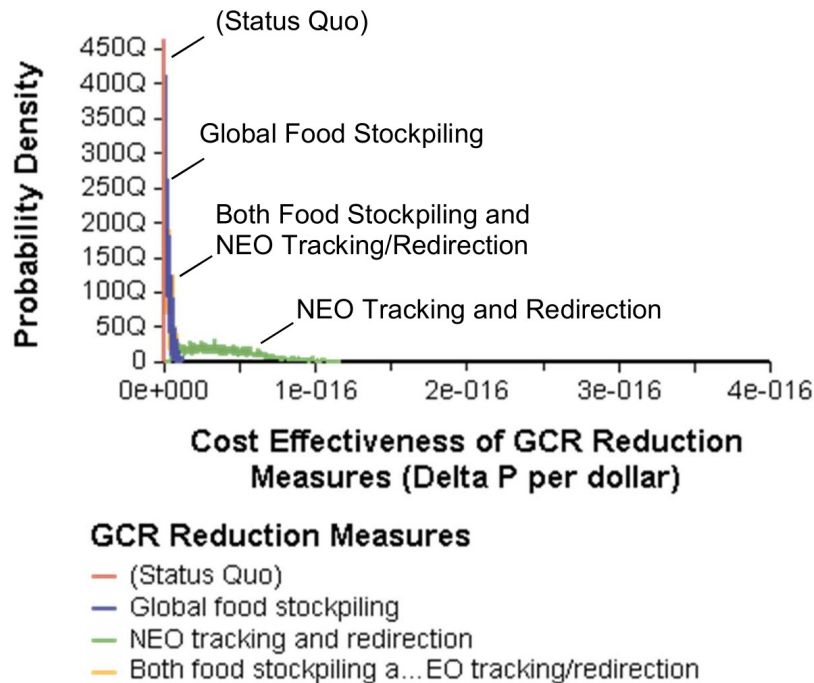 (Status Quo)
450Q
400Q
350Q
300Q
250Q
200Q
150Q
100Q
50Q
0
Probability Density
Global Food Stockpiling
Both Food Stockpiling and
NEO Tracking/Redirection
NEO Tracking and Redirection
0e+000 1e-016 2e-016 3e-016 4e-016
Cost Effectiveness of GCR Reduction
Measures (Delta P per dollar)
GCR Reduction Measures
(Status Quo)
Global food stockpiling
NEO tracking and redirection
Both food stockpiling a...EO tracking/redirection